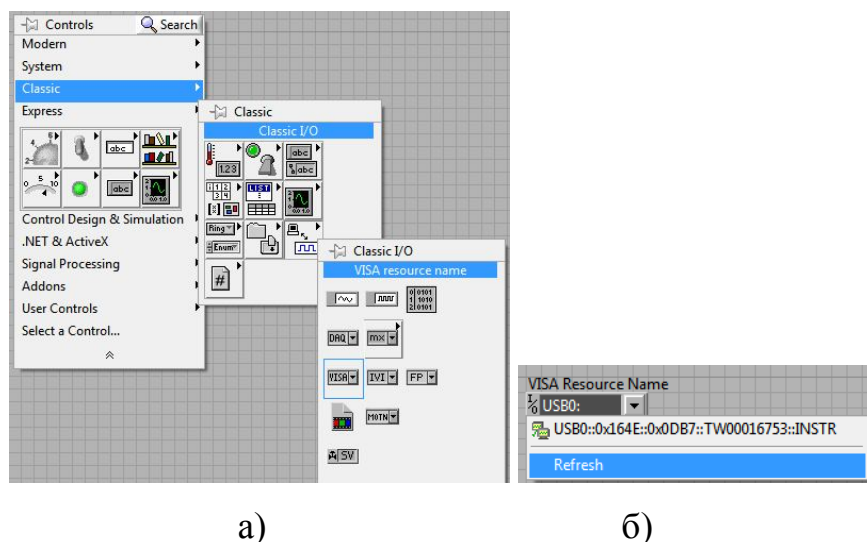 Controls
Search
Modern
System
Classic
Express
Control Design & Simulation
.NET & ActiveX
Signal Processing
Addons
User Controls
Select a Control...
Classic
Classic I/O
1.23
abc
abc
LIST
Ring
Enum
#
Classic I/O
VISA resource name
DAQ
mx
VISA
IVI
FP
MOTN
SV
VISA Resource Name
USB0:
USB0::0x164E::0x0DB7::TW00016753::INSTR
Refresh
а)
б)